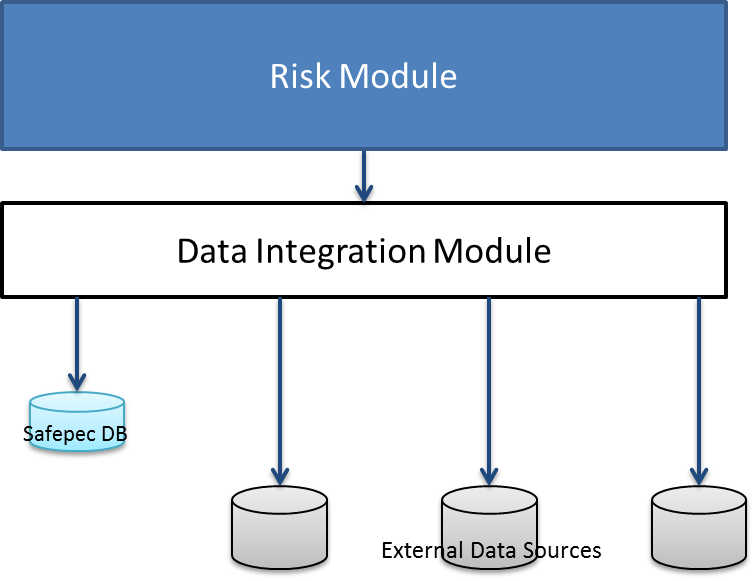 Risk Module
Data Integration Module
Safepec DB
External Data Sources